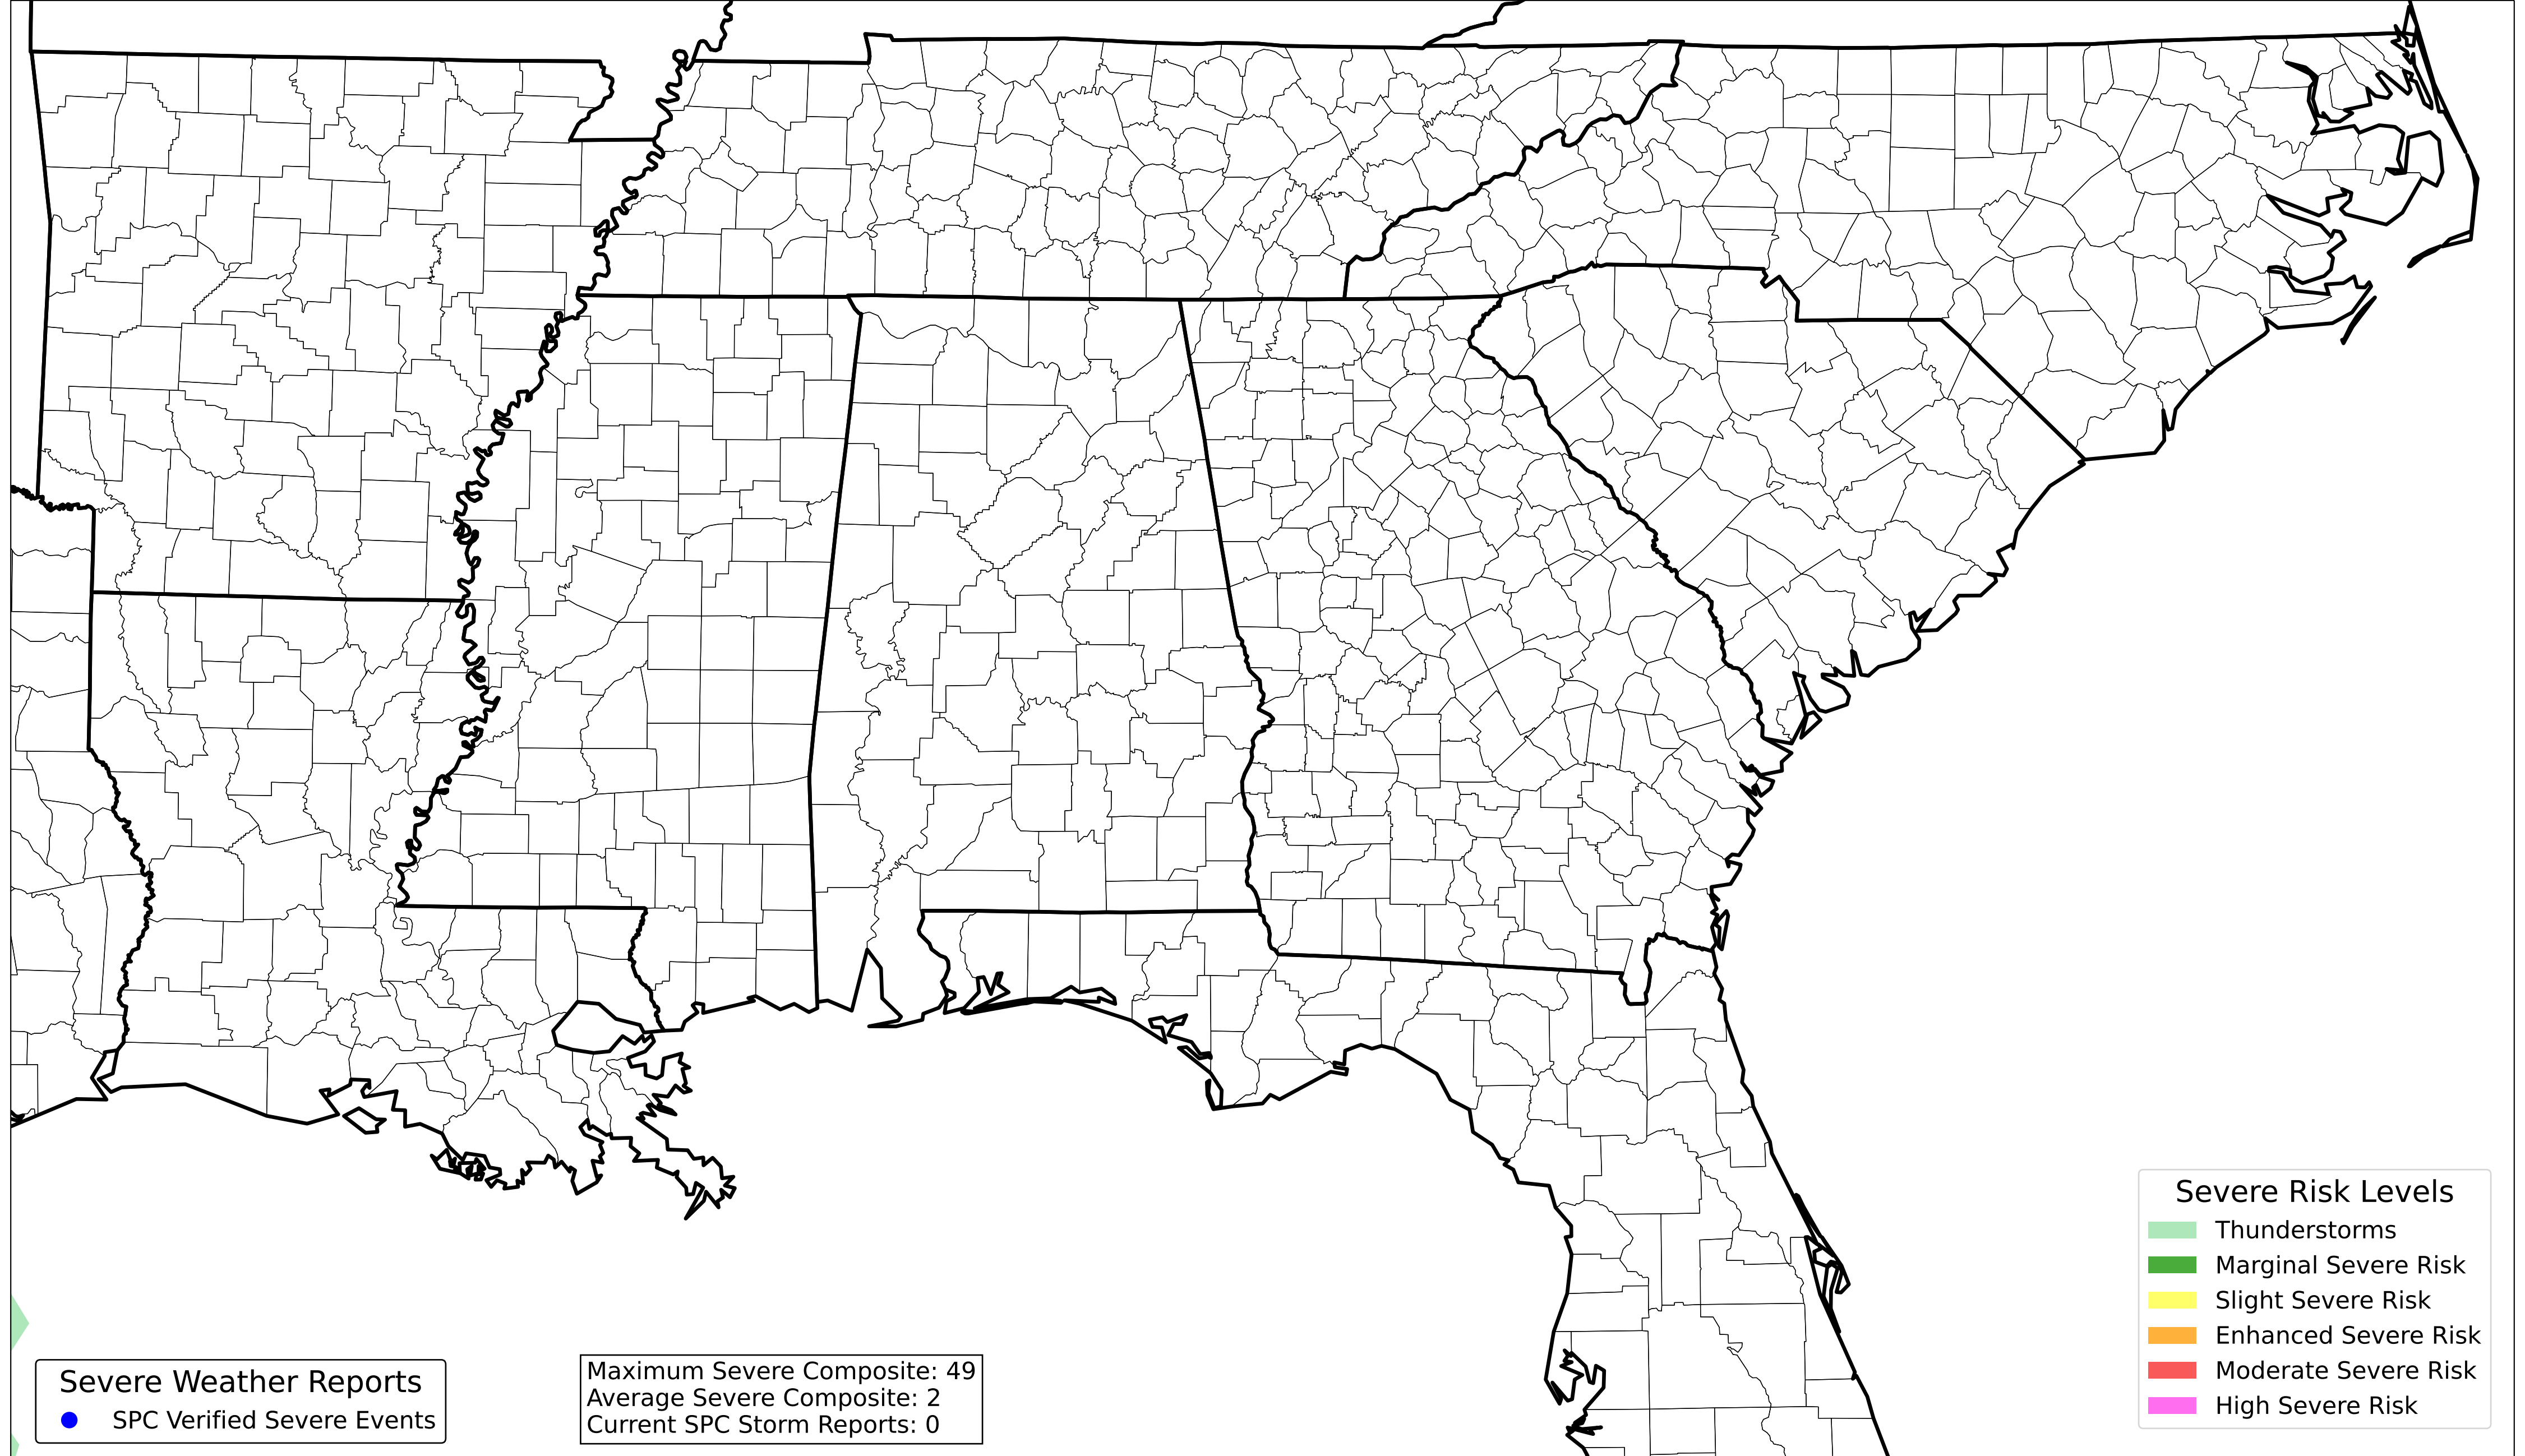 Severe Weather Reports
SPC Verified Severe Events
Maximum Severe Composite: 49
Average Severe Composite: 2
Current SPC Storm Reports: 0
Severe Risk Levels
Thunderstorms
Marginal Severe Risk
Slight Severe Risk
Enhanced Severe Risk
Moderate Severe Risk
High Severe Risk